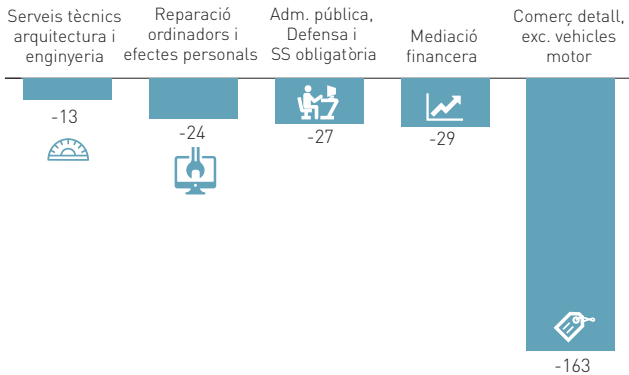 Serveis tècnics
arquitectura i
enginyeria
Reparació
ordinadors i
efectes personals
Adm. pública,
Defensa i
SS obligatòria
Mediació
financera
Comerç detall,
exc. vehicles
motor
-13
-24
-27
-29
-163